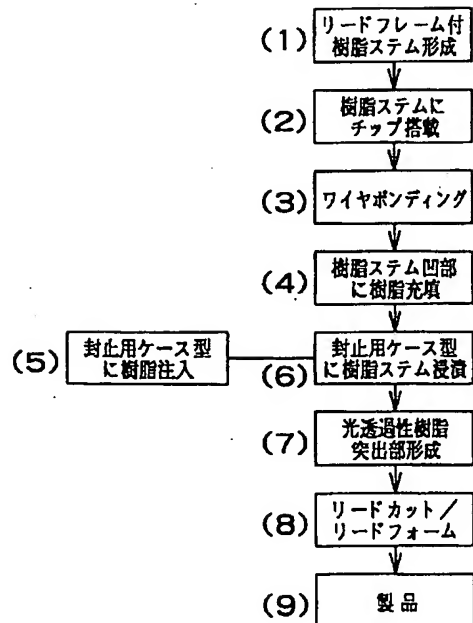 (1) リードフレーム付
樹脂ステム形成
(2) 樹脂ステムに
チップ搭載
(3) ワイヤボンディング
(4) 樹脂ステム凹部
に樹脂充填
(5) 封止用ケース型
に樹脂注入
(6) 封止用ケース型
に樹脂ステム浸漬
(7) 光透過性樹脂
突出部形成
(8) リードカット／
リードフォーム
(9) 製品